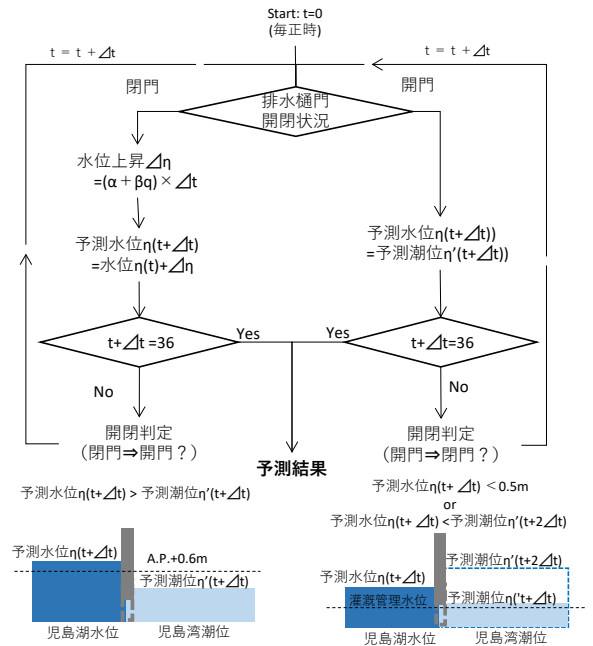 Start: t=0
(毎正時)
t = t +⊿t
t = t +⊿t
閉門
開門
排水樋門
開閉状況
水位上昇⊿η
=(α+βq)×⊿t
予測水位η(t+⊿t)
=水位η(t)+⊿η
予測水位η(t+⊿t))
=予測潮位η'(t+⊿t))
t+⊿t =36
Yes
Yes
t+⊿t=36
No
No
開閉判定
(閉門⇒開門?)
開閉判定
(開門⇒閉門?)
予測結果
予測水位η(t+⊿t) > 予測潮位η'(t+⊿t)
予測水位η(t+ ⊿t) <0.5m
or
予測水位η(t+ ⊿t) <予測潮位η'(t+2⊿t)
予測水位η(t+⊿t)
A.P.+0.6m
予測潮位η'(t+⊿t)
児島湖水位
児島湾潮位
予測潮位η'(t+2⊿t)
予測水位η(t+⊿t)
灌漑管理水位
予測潮位η('t+⊿t)
児島湖水位
児島湾潮位